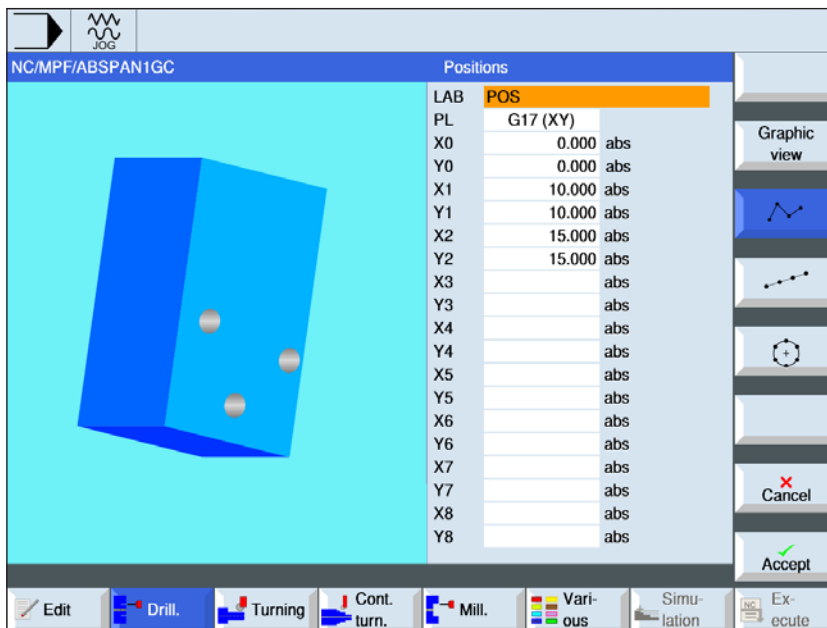 JOG
NC/MPF/ABSPAN1GC
Positions
LAB POS
PL G17 (XY)
X0 0.000 abs
Y0 0.000 abs
X1 10.000 abs
Y1 10.000 abs
X2 15.000 abs
Y2 15.000 abs
X3 abs
Y3 abs
X4 abs
Y4 abs
X5 abs
Y5 abs
X6 abs
Y6 abs
X7 abs
Y7 abs
X8 abs
Y8 abs
Graphic
view
Cancel
Accept
Edit
Drill.
Turning
Cont.
turn.
Mill.
Vari-
ous
Simu-
lation
NC
Ex-
ecute